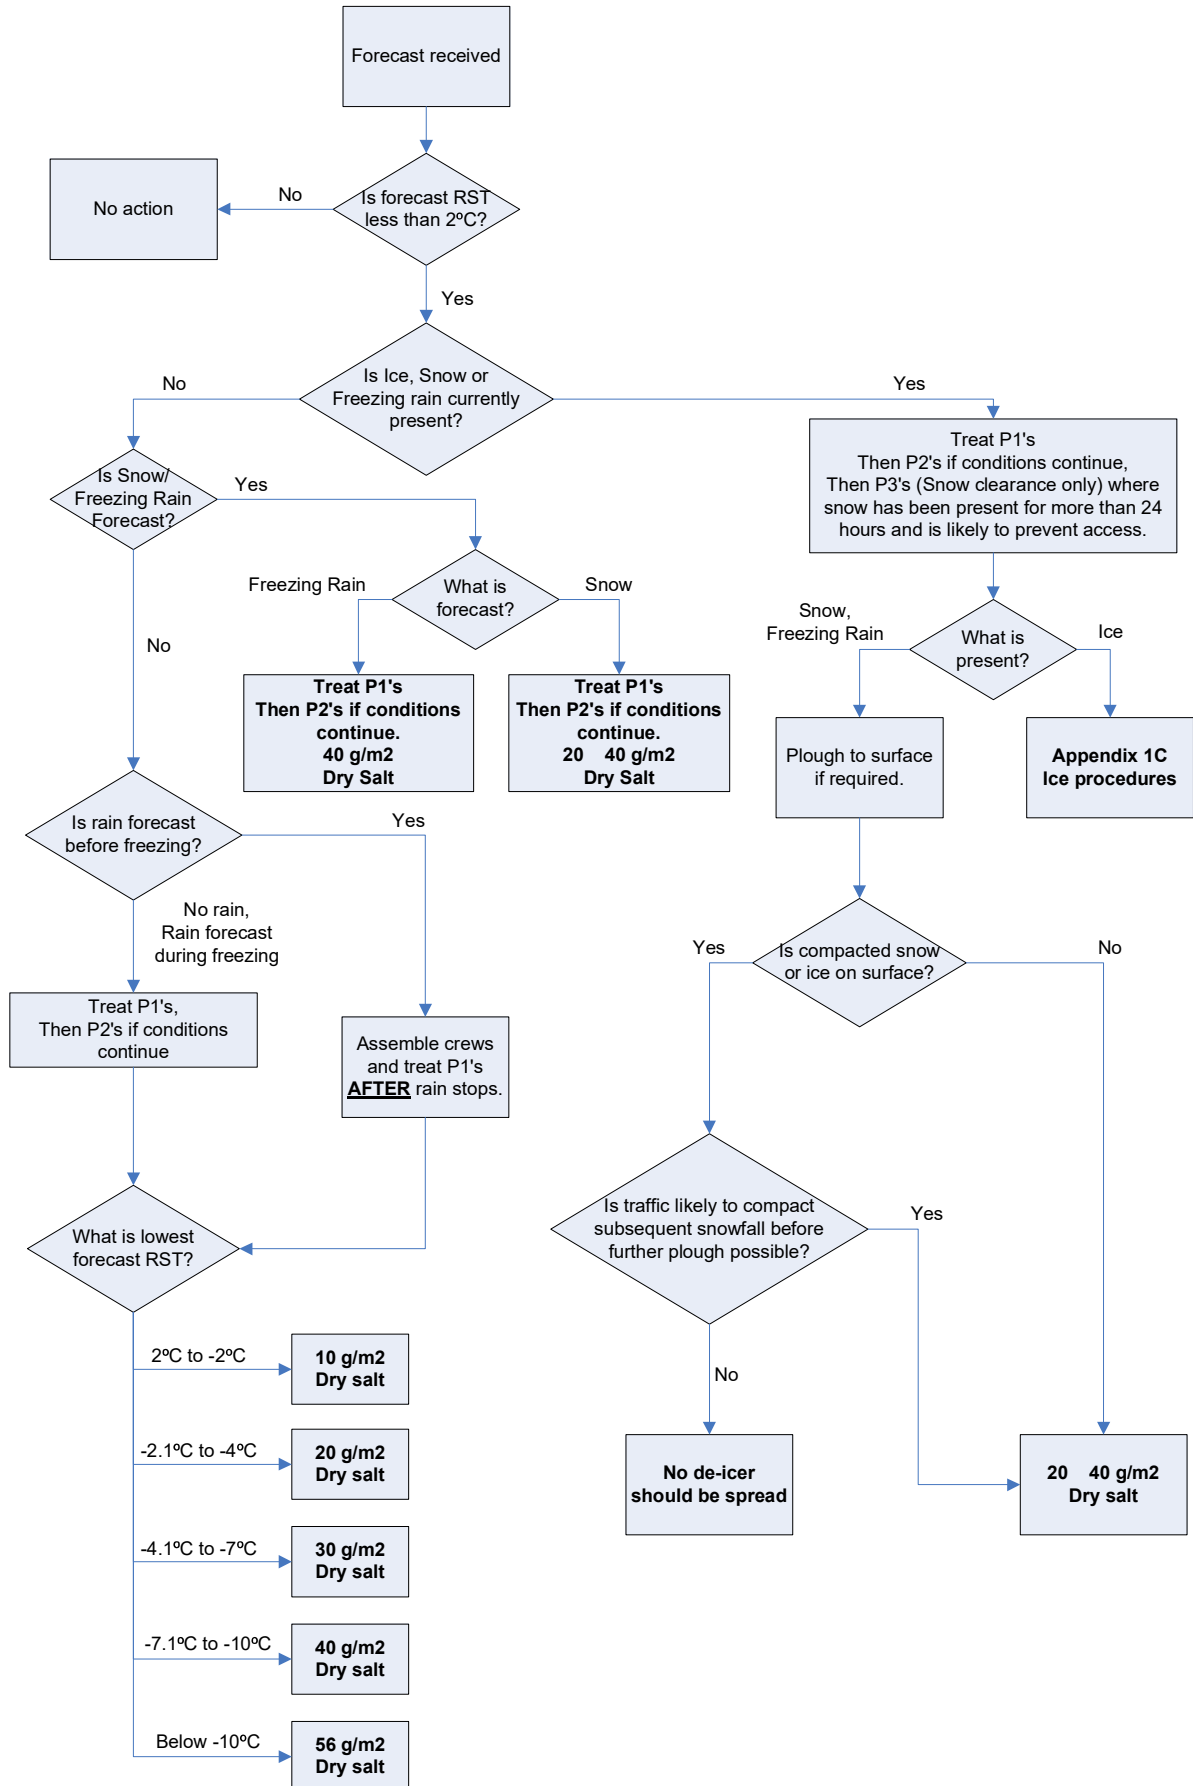 Forecast received
No action
No
Is forecast RST
less than 2ºC?
Yes
Is Ice, Snow or
Freezing rain currently
present?
No
Yes
Is Snow/
Freezing Rain
Forecast?
Yes
Treat P1's
Then P2's if conditions continue,
Then P3's (Snow clearance only) where
snow has been present for more than 24
hours and is likely to prevent access.
Freezing Rain
What is
forecast?
Snow
No
Snow,
Freezing Rain
What is
present?
Ice
Treat P1's
Then P2's if conditions
continue.
40 g/m2
Dry Salt
Treat P1's
Then P2's if conditions
continue.
20 40 g/m2
Dry Salt
Plough to surface
if required.
Appendix 1C
Ice procedures
Is rain forecast
before freezing?
Yes
No rain,
Rain forecast
during freezing
Yes
Is compacted snow
or ice on surface?
No
Treat P1's,
Then P2's if conditions
continue
Assemble crews
and treat P1's
AFTER rain stops.
Is traffic likely to compact
subsequent snowfall before
further plough possible?
Yes
What is lowest
forecast RST?
2ºC to -2ºC
10 g/m2
Dry salt
No
-2.1ºC to -4ºC
20 g/m2
Dry salt
No de-icer
should be spread
20 40 g/m2
Dry salt
-4.1ºC to -7ºC
30 g/m2
Dry salt
-7.1ºC to -10ºC
40 g/m2
Dry salt
Below -10ºC
56 g/m2
Dry salt